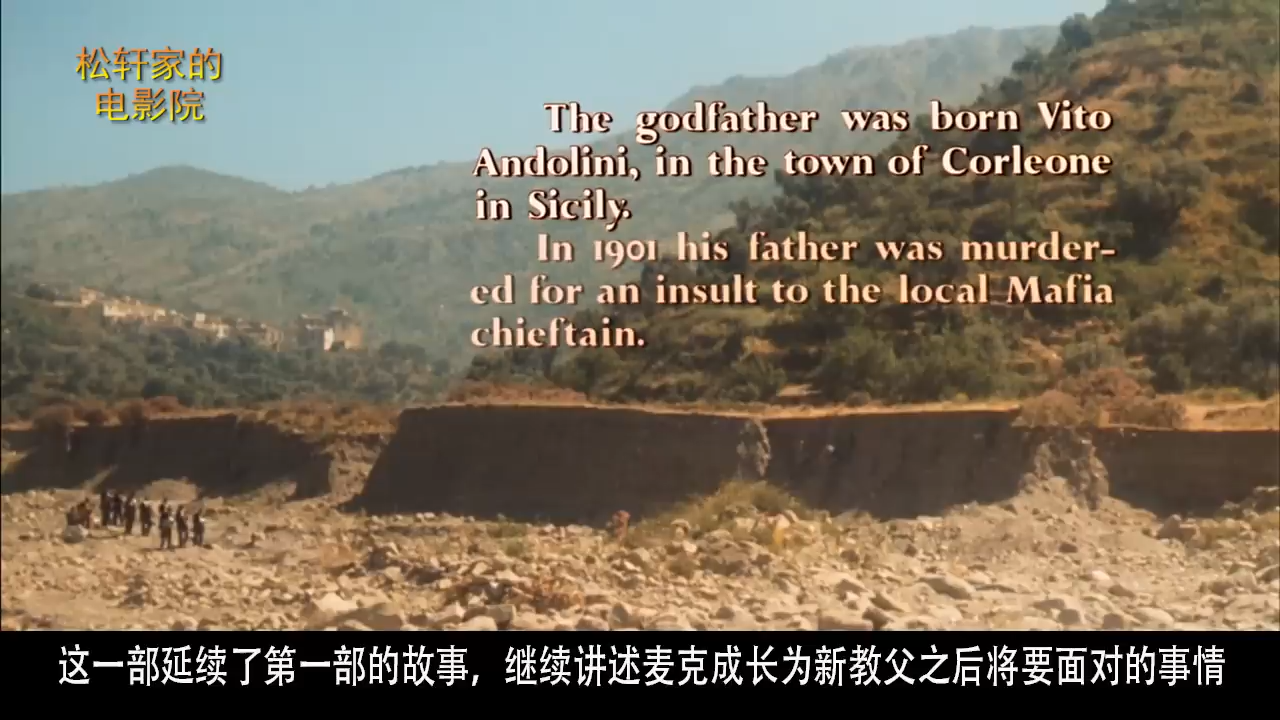 松轩家的
电影院
The godfather was born Vito
Andolini, in the town of Corleone
in Sicily.
In 1901 his father was murder-
ed for an insult to the local Mafia
chieftain.
这一部延续了第一部的故事，继续讲述麦克成长为新教父之后将要面对的事情